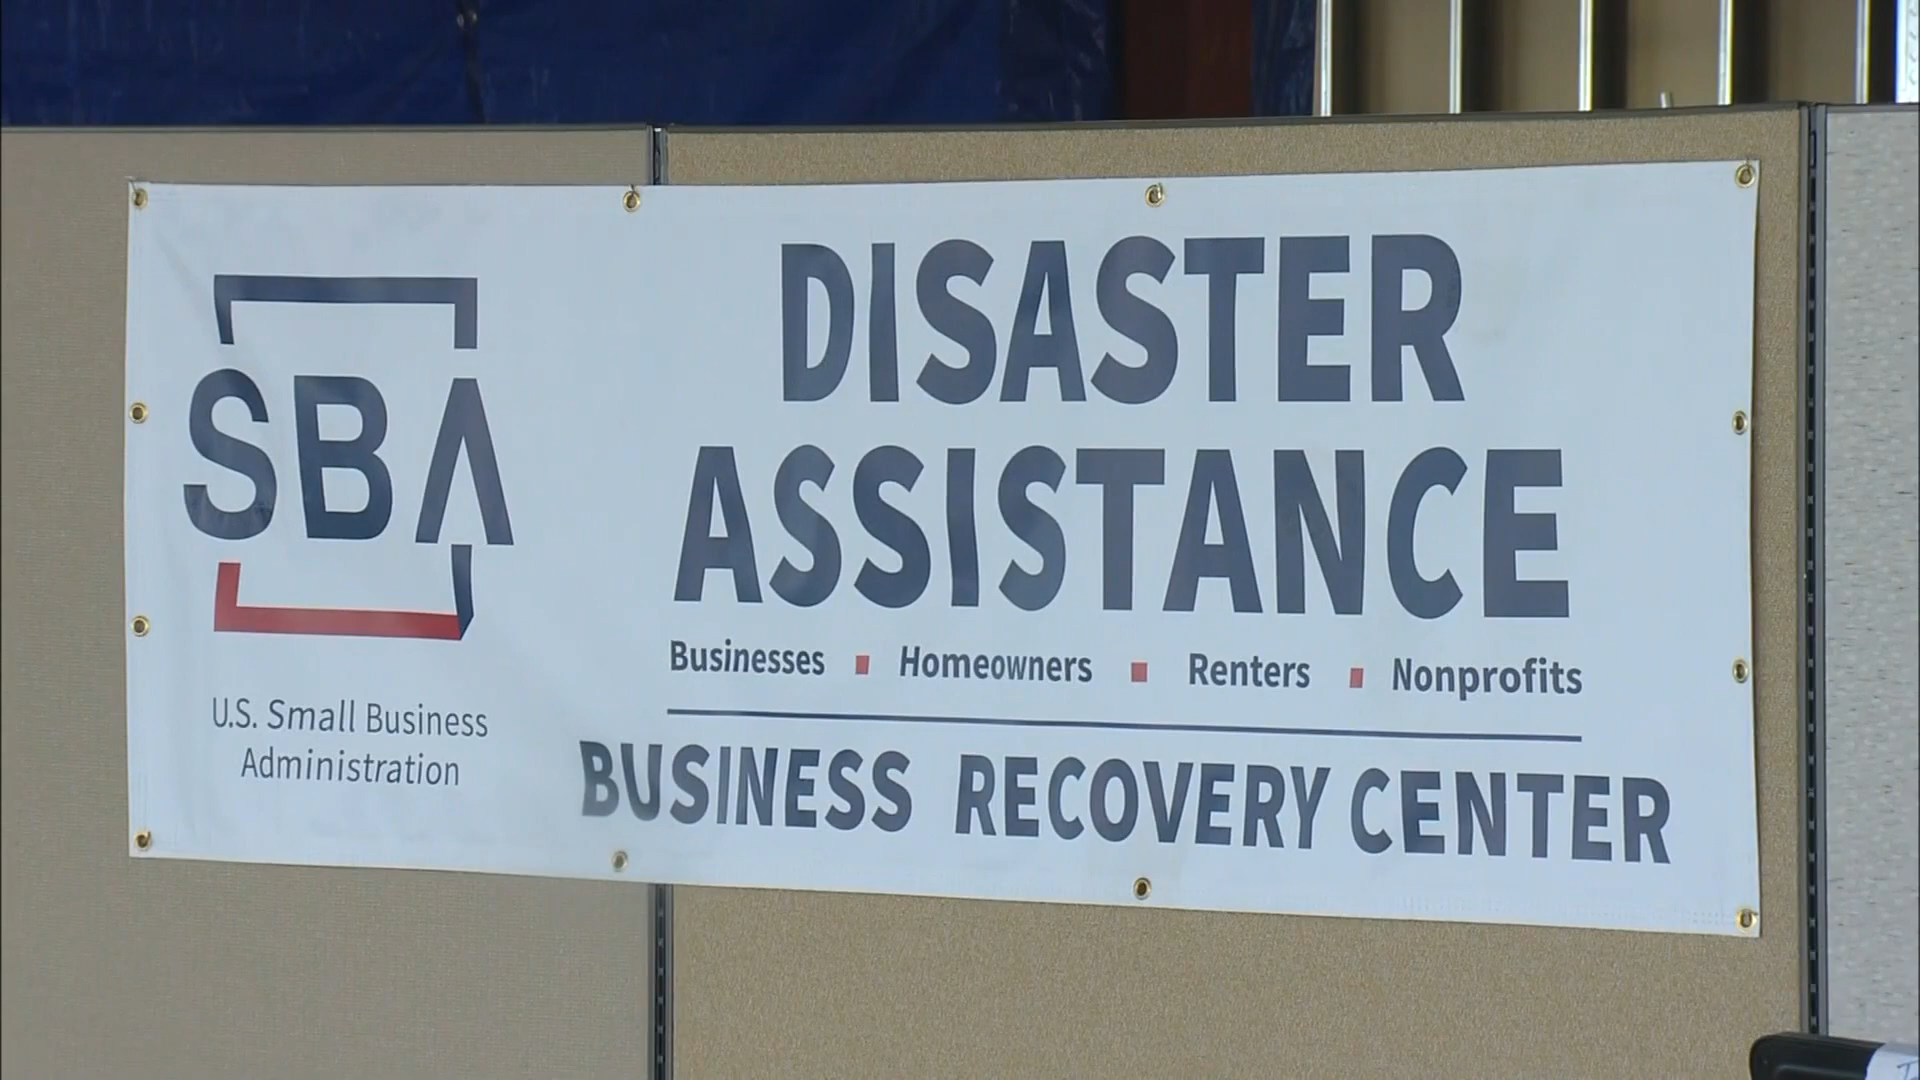 SBA
U.S. Small Business
Administration
DISASTER
ASSISTANCE
Businesses ▪ Homeowners ▪ Renters ▪ Nonprofits
BUSINESS RECOVERY CENTER